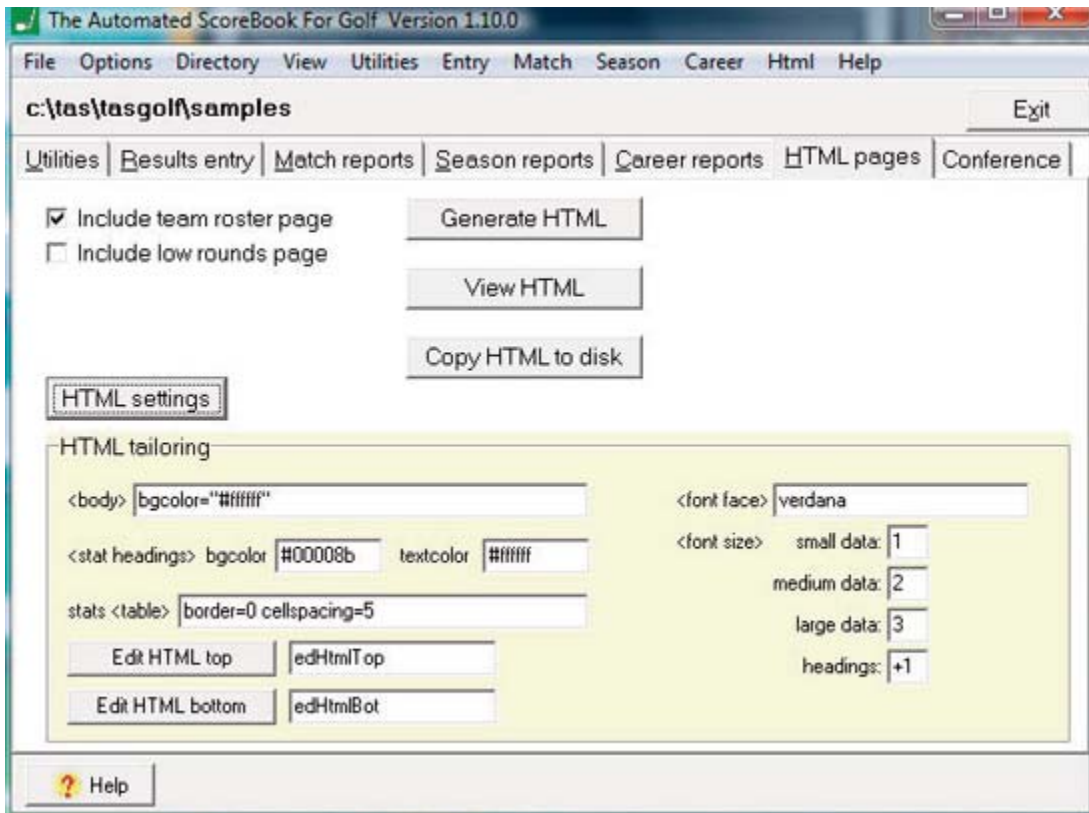 The Automated ScoreBook For Golf Version 1.10.0
File Options Directory View Utilities Entry Match Season Career Html Help
c:\tas\tasgolf\samples
Exit
Utilities Results entry Match reports Season reports Career reports HTML pages Conference
Include team roster page
Generate HTML
Include low rounds page
View HTML
Copy HTML to disk
HTML settings
HTML tailoring
<body> bgcolor="#ffffff"
<font face> verdana
<stat headings> bgcolor #00008b textcolor #ffffff
<font size> small data: 1
medium data: 2
stats <table> border=0 cellspacing=5
large data: 3
Edit HTML top edHtmlTop
headings: +1
Edit HTML bottom edHtmlBot
? Help